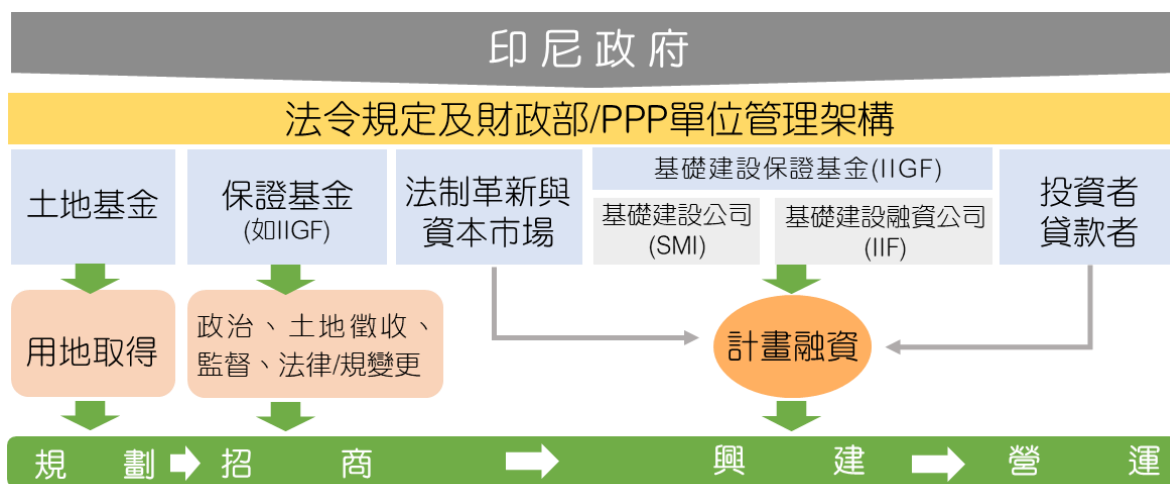 印尼政府
法令規定及財政部/PPP單位管理架構
土地基金
保證基金
(如IIGF)
法制革新與
資本市場
基礎建設保證基金(IIGF)
基礎建設公司
(SMI)
基礎建設融資公司
(IIF)
投資者
貸款者
用地取得
政治、土地徵收、
監督、法律/規變更
計畫融資
規劃
招商
興建
營運